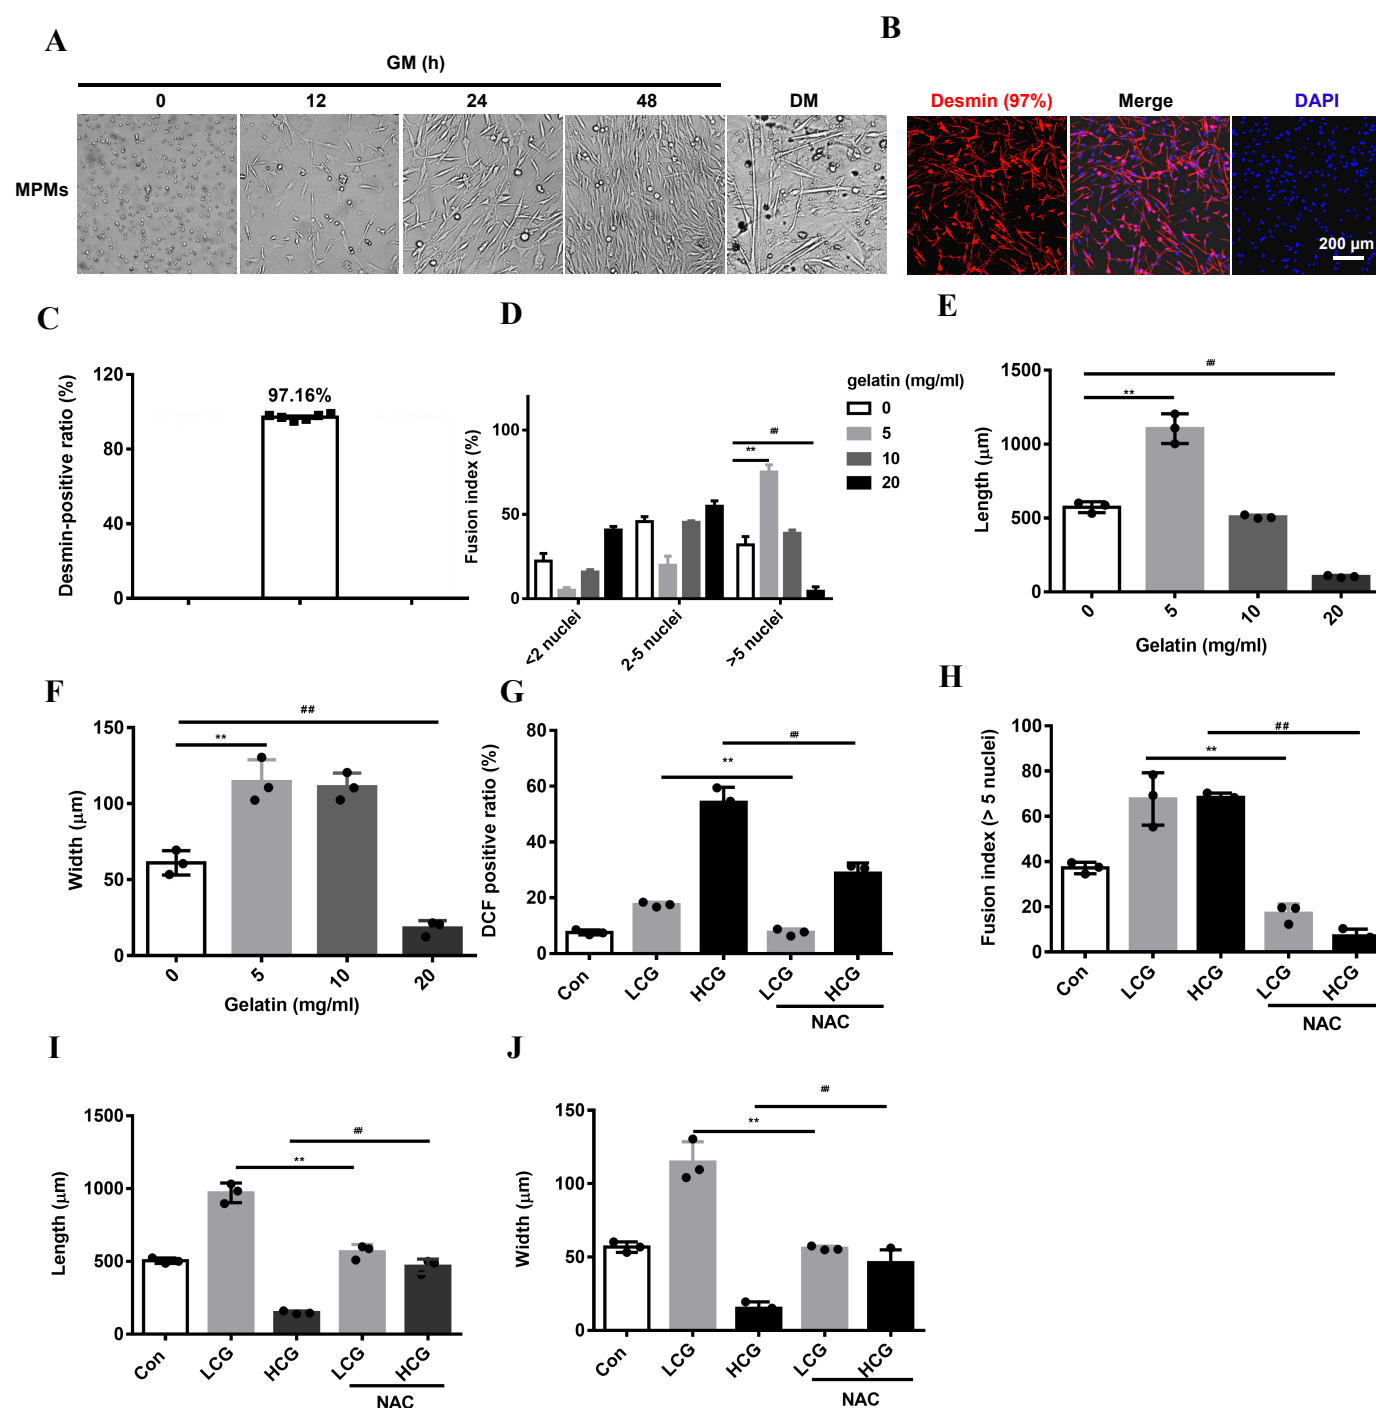 A
B
GM (h)
0 12 24 48 DM
Desmin (97%) Merge DAPI
MPMs
200 μm
C
D
E
Desmin-positive ratio (%)
120
80
40
0
97.16%
Fusion index (%)
100
50
0
## 
**
<2 nuclei 2-5 nuclei >5 nuclei
gelatin (mg/ml)
0
5
10
20
Length (μm)
1500
1000
500
0
##
**
0 5 10 20
Gelatin (mg/ml)
F
G
H
Width (μm)
150
100
50
0
##
**
0 5 10 20
Gelatin (mg/ml)
DCF positive ratio (%)
80
60
40
20
0
##
**
Con LCG HCG LCG HCG
NAC
Fusion index (> 5 nuclei)
100
80
60
40
20
0
##
**
Con LCG HCG LCG HCG
NAC
I
J
Length (μm)
1500
1000
500
0
##
**
Con LCG HCG LCG HCG
NAC
Width (μm)
150
100
50
0
##
**
Con LCG HCG LCG HCG
NAC